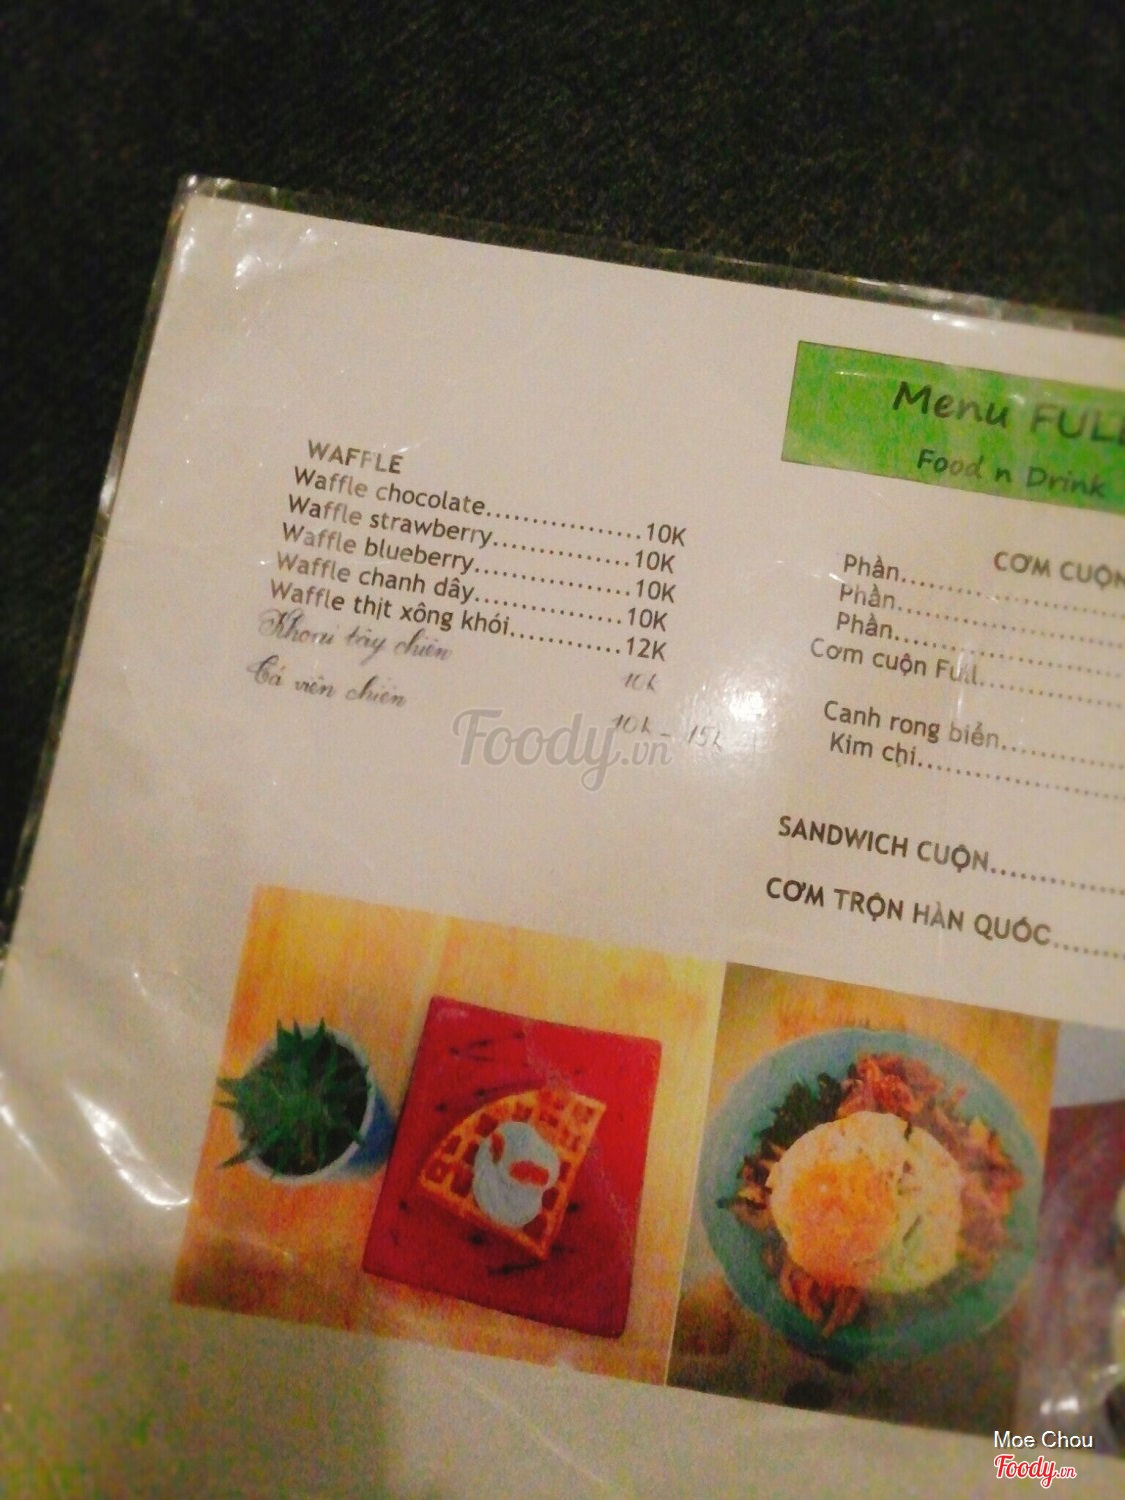 Menu FULL
Food n Drink
WAFFLE
Waffle chocolate.................10K
Waffle strawberry...............10K
Waffle blueberry.................10K
Waffle chanh dây................10K
Waffle thịt xông khói............12K
Khoai tây chiên 10k
Cá viên chiên 10k - 15k
CƠM CUỘN
Phần
Phần
Phần
Cơm cuộn Full
Canh rong biển
Kim chi
SANDWICH CUỘN
CƠM TRỘN HÀN QUỐC
Foody.vn
Moe Chou
Foody.vn